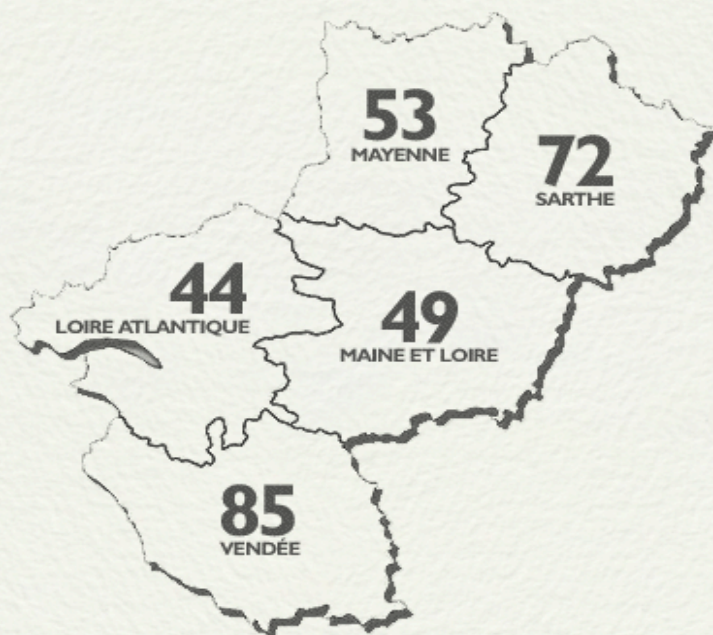 53
MAYENNE
72
SARTHE
44
LOIRE ATLANTIQUE
49
MAINE ET LOIRE
85
VENDÉE